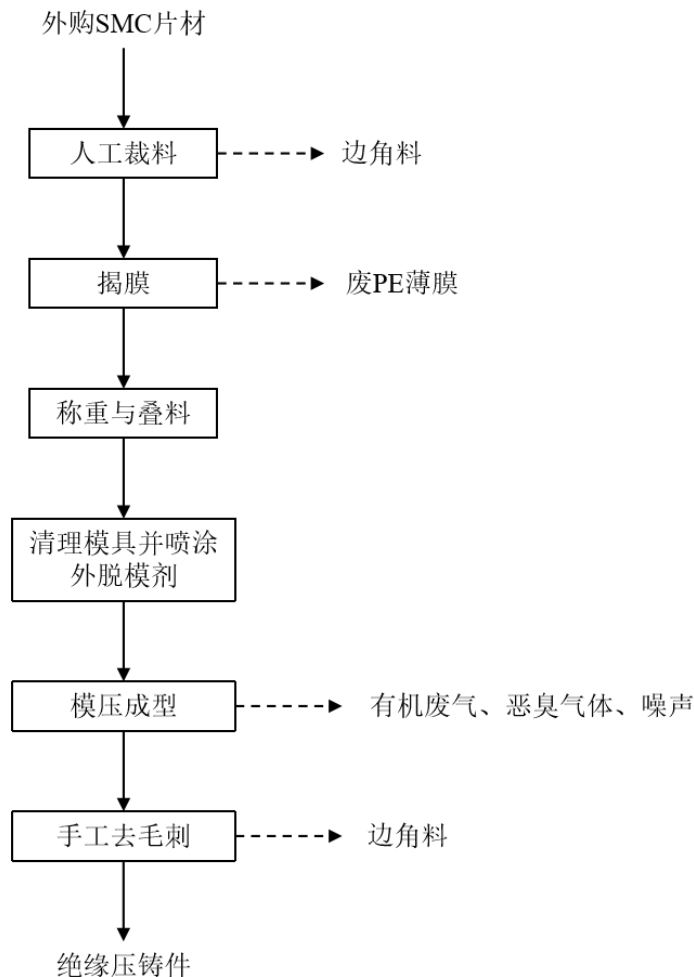 外购SMC片材
人工裁料
边角料
揭膜
废PE薄膜
称重与叠料
清理模具并喷涂
外脱模剂
模压成型
有机废气、恶臭气体、噪声
手工去毛刺
边角料
绝缘压铸件